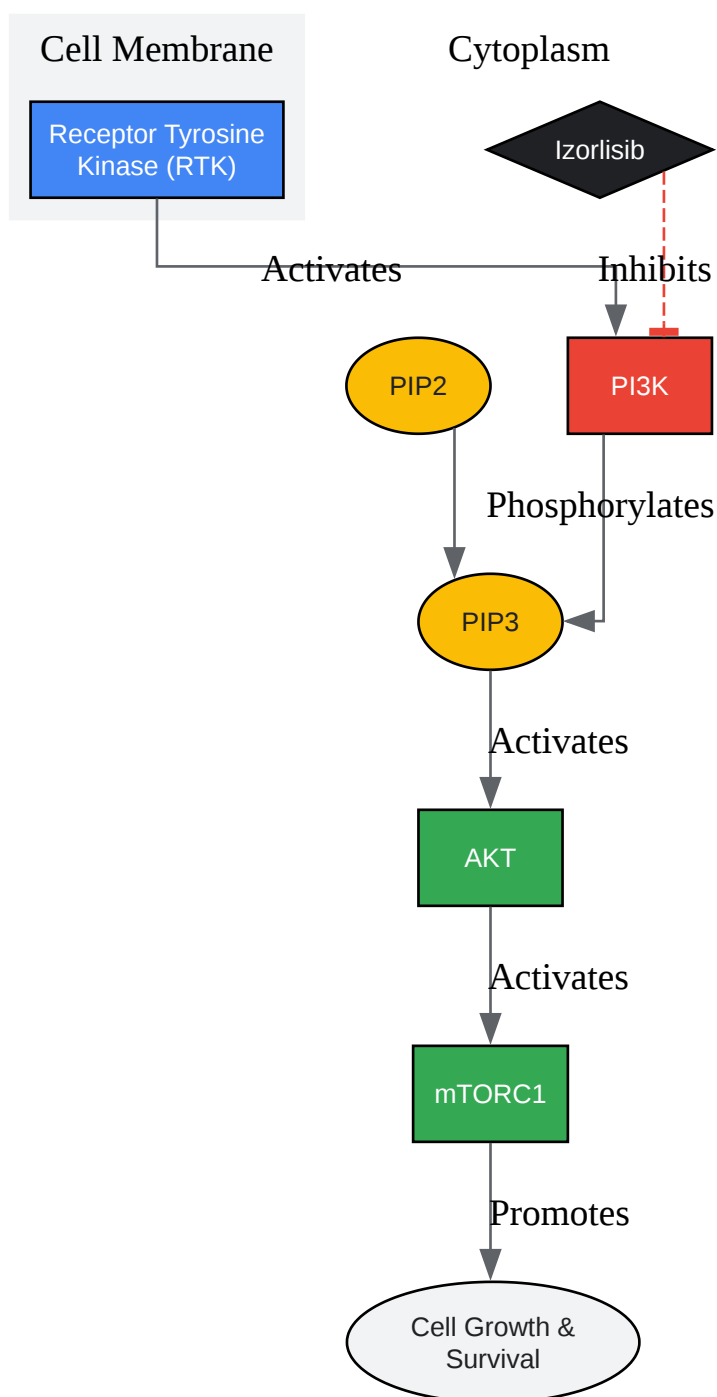 Cell Membrane
Cytoplasm
Receptor Tyrosine
Kinase (RTK)
Izorlisib
Activates
Inhibits
PIP2
PI3K
Phosphorylates
PIP3
Activates
AKT
Activates
mTORC1
Promotes
Cell Growth &
Survival